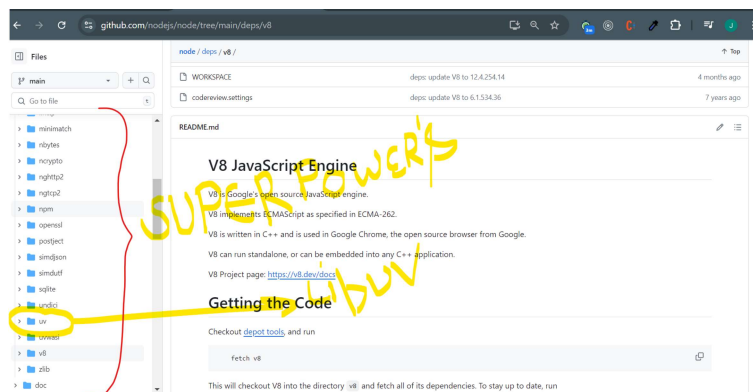 github.com/nodejs/node/tree/main/deps/v8
Files
main
Go to file
t
minimatch
nbytes
ncrypto
nghttp2
ngtcp2
npm
openssl
postject
simdjson
simdutf
sqlite
undici
uv
uvwasi
v8
zlib
doc
node / deps / v8 /
Top
WORKSPACE deps: update V8 to 12.4.254.14 4 months ago
codereview.settings deps: update V8 to 6.1.534.36 7 years ago
README.md
V8 JavaScript Engine
V8 is Google's open source JavaScript engine.
V8 implements ECMAScript as specified in ECMA-262.
V8 is written in C++ and is used in Google Chrome, the open source browser from Google.
V8 can run standalone, or can be embedded into any C++ application.
V8 Project page: https://v8.dev/docs
Getting the Code
Checkout depot tools, and run
fetch v8
This will checkout V8 into the directory v8 and fetch all of its dependencies. To stay up to date, run
SUPER POWER'S
libUV